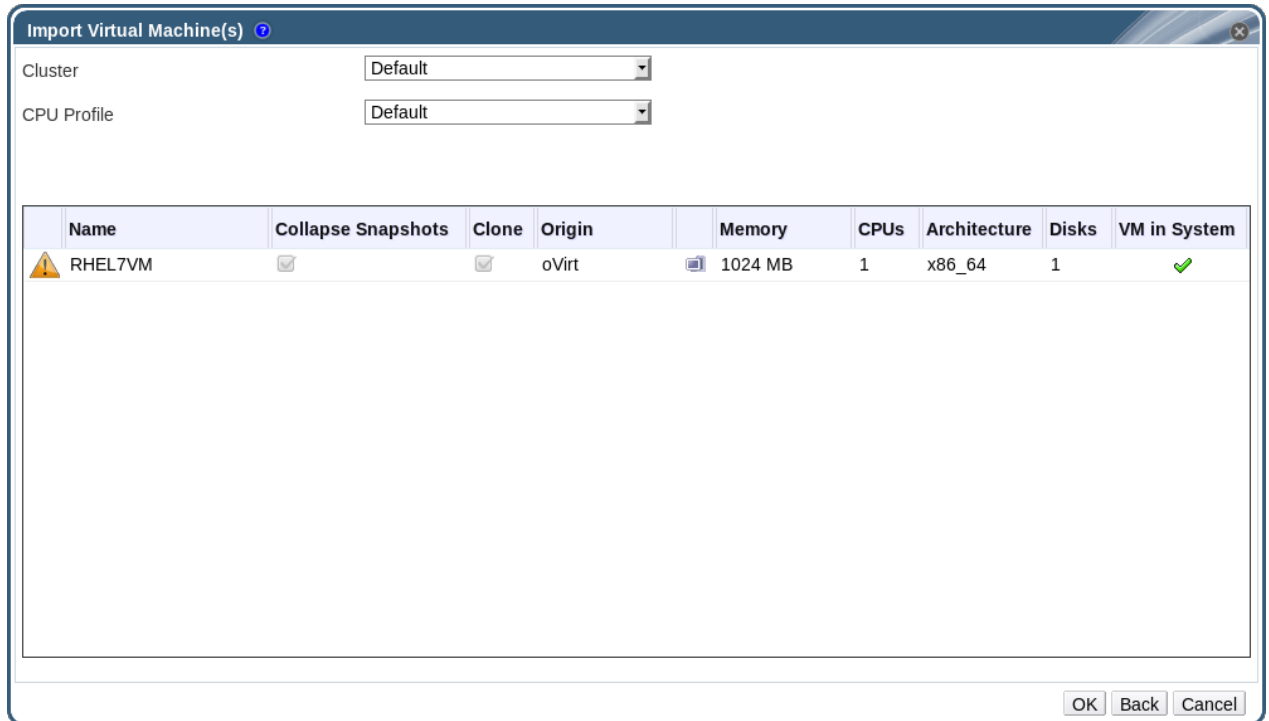 Import Virtual Machine(s) ?
Cluster Default
CPU Profile Default
Name Collapse Snapshots Clone Origin Memory CPUs Architecture Disks VM in System
RHEL7VM oVirt 1024 MB 1 x86_64 1
OK Back Cancel